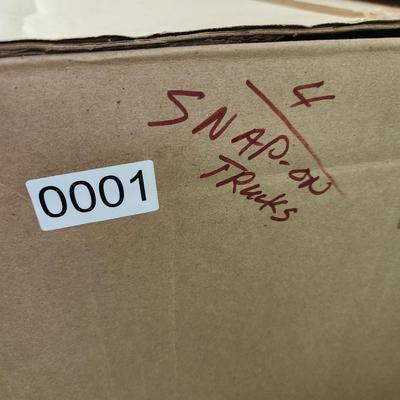 4
SNAP-ON
TRUCKS
0001